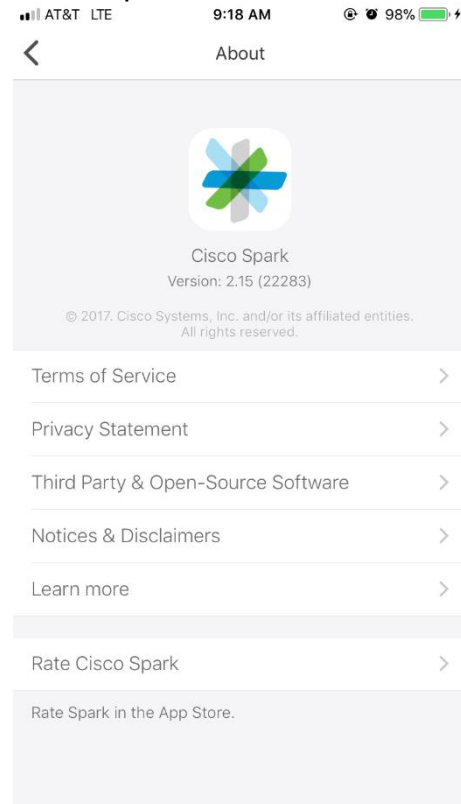 AT&T LTE 9:18 AM 98%
About
Cisco Spark
Version: 2.15 (22283)
© 2017. Cisco Systems, Inc. and/or its affiliated entities.
All rights reserved.
Terms of Service
Privacy Statement
Third Party & Open-Source Software
Notices & Disclaimers
Learn more
Rate Cisco Spark
Rate Spark in the App Store.